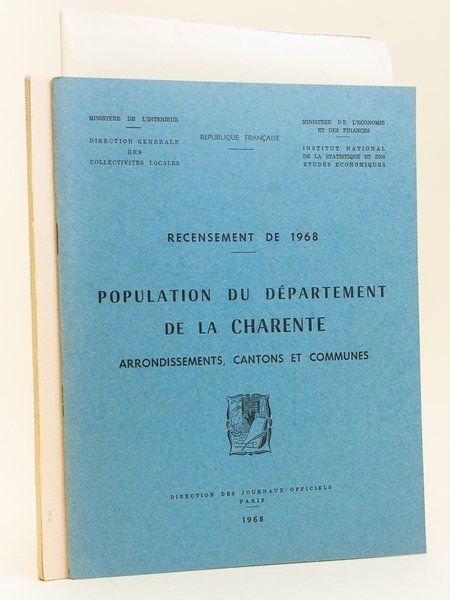 MINISTERE DE L'INTERIEUR
DIRECTION GENERALE
DES
COLLECTIVITES LOCALES
REPUBLIQUE FRANÇAISE
MINISTERE DE L'ECONOMIE
ET DES FINANCES
INSTITUT NATIONAL
DE LA STATISTIQUE ET DES
ETUDES ECONOMIQUES
RECENSEMENT DE 1968
POPULATION DU DÉPARTEMENT
DE LA CHARENTE
ARRONDISSEMENTS, CANTONS ET COMMUNES
DIRECTION DES JOURNAUX OFFICIELS
PARIS
1968